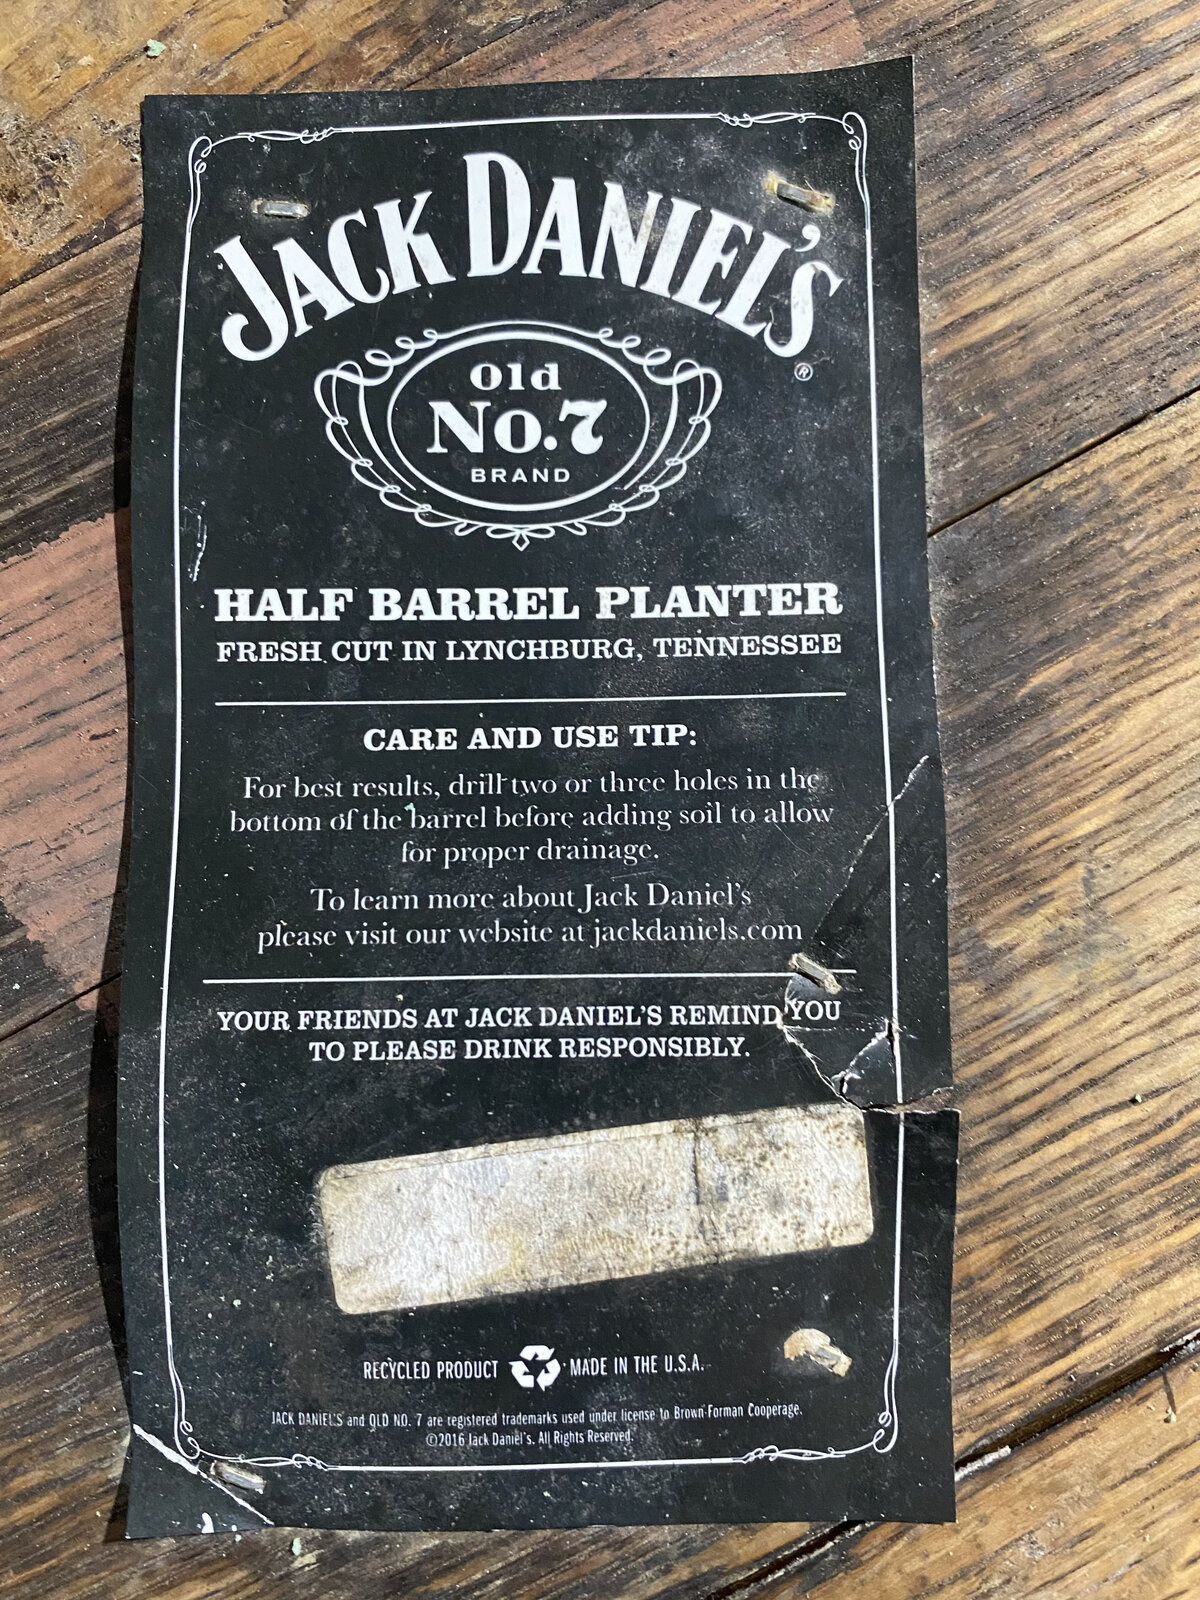 JACK DANIEL'S
®
Old
No.7
BRAND
HALF BARREL PLANTER
FRESH CUT IN LYNCHBURG, TENNESSEE
CARE AND USE TIP:
For best results, drill two or three holes in the
bottom of the barrel before adding soil to allow
for proper drainage.
To learn more about Jack Daniel's
please visit our website at jackdaniels.com
YOUR FRIENDS AT JACK DANIEL'S REMIND YOU
TO PLEASE DRINK RESPONSIBLY.
RECYCLED PRODUCT MADE IN THE U.S.A.
JACK DANIEL'S and OLD NO. 7 are registered trademarks used under license to Brown-Forman Cooperage.
©2016 Jack Daniel's. All Rights Reserved.